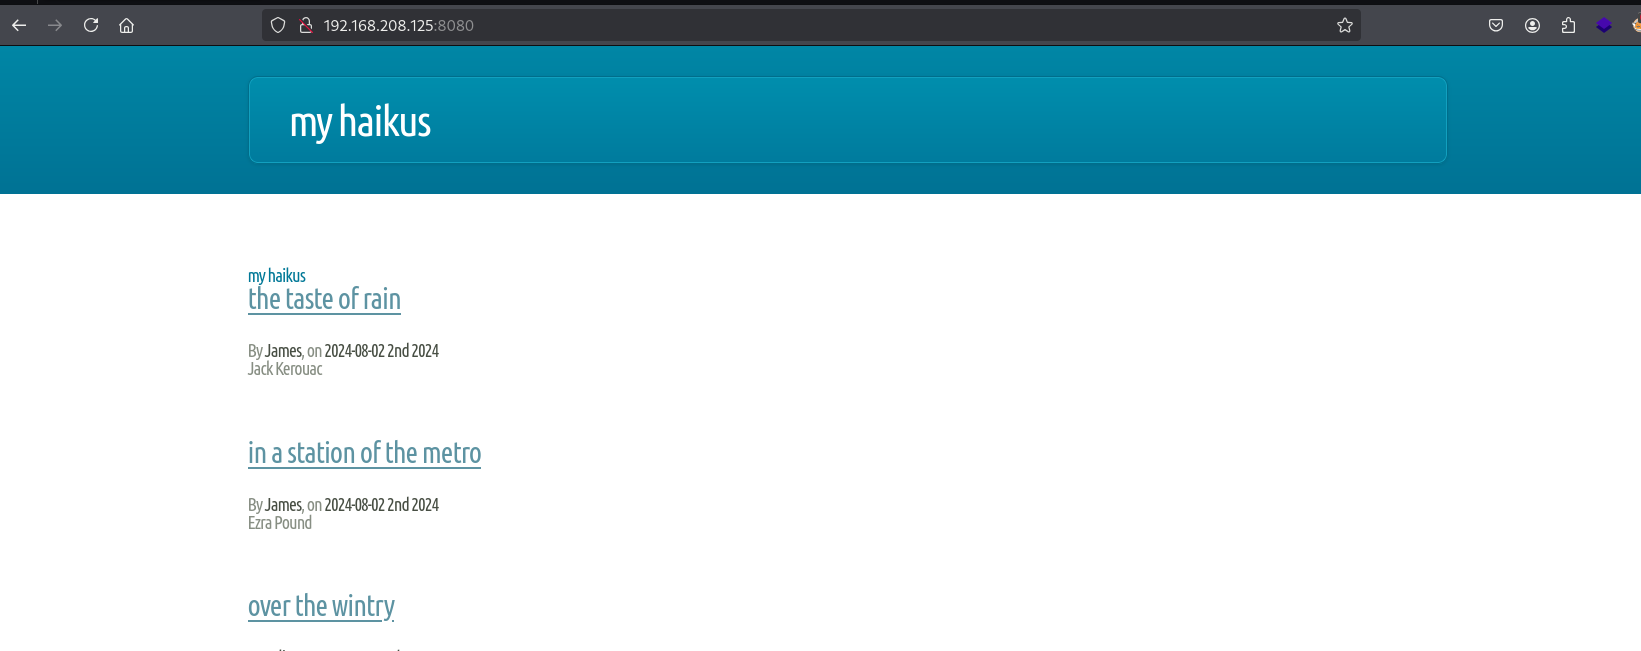 192.168.208.125:8080
my haikus
my haikus
the taste of rain
By James, on 2024-08-02 2nd 2024
Jack Kerouac
in a station of the metro
By James, on 2024-08-02 2nd 2024
Ezra Pound
over the wintry